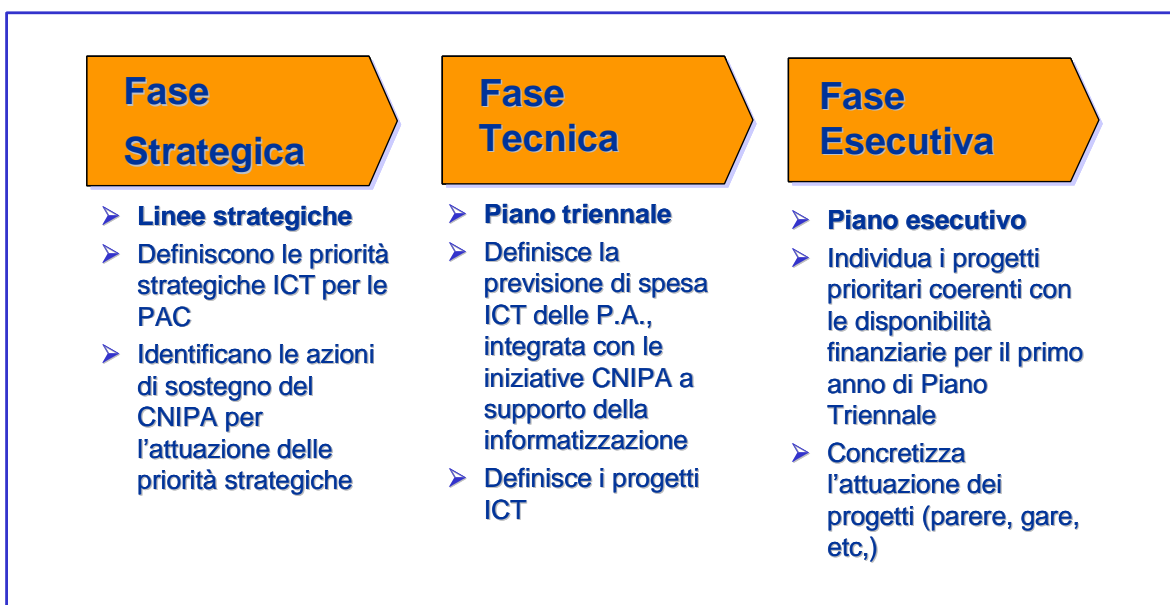 Fase
Strategica
➢ Linee strategiche
➢ Definiscono le priorità
strategiche ICT per le
PAC
➢ Identificano le azioni
di sostegno del
CNIPA per
l’attuazione delle
priorità strategiche
Fase
Tecnica
➢ Piano triennale
➢ Definisce la
previsione di spesa
ICT delle P.A.,
integrata con le
iniziative CNIPA a
supporto della
informatizzazione
➢ Definisce i progetti
ICT
Fase
Esecutiva
➢ Piano esecutivo
➢ Individua i progetti
prioritari coerenti con
le disponibilità
finanziarie per il primo
anno di Piano
Triennale
➢ Concretizza
l’attuazione dei
progetti (parere, gare,
etc,)